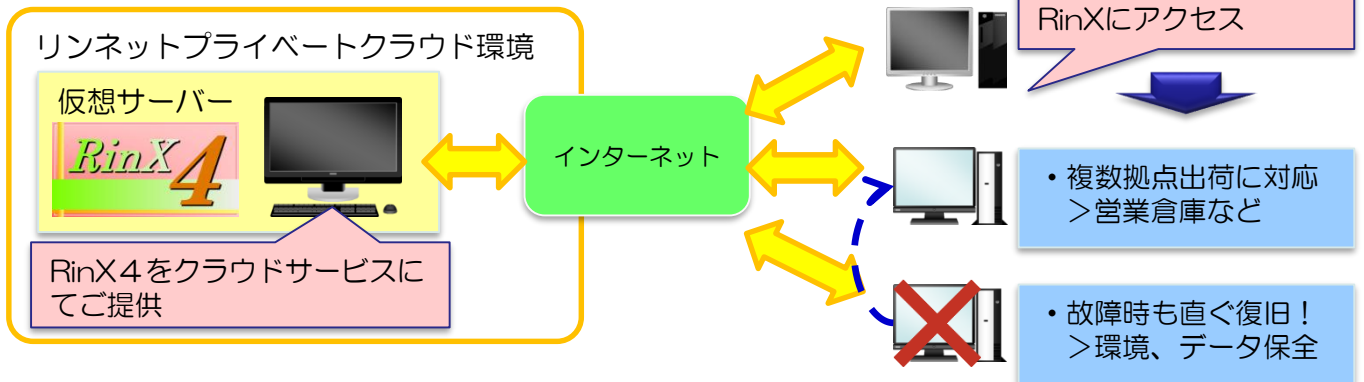 リンネットプライベートクラウド環境
仮想サーバー
RinX4
RinX４をクラウドサービスに
てご提供
インターネット
RinXにアクセス
・複数拠点出荷に対応
＞営業倉庫など
・故障時も直ぐ復旧！
＞環境、データ保全